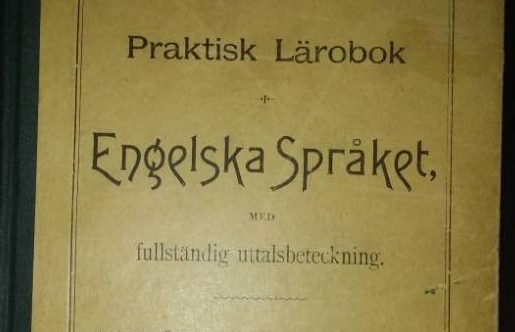 Praktisk Lärobok
i
Engelska Språket,
MED
fullständig uttalsbeteckning.